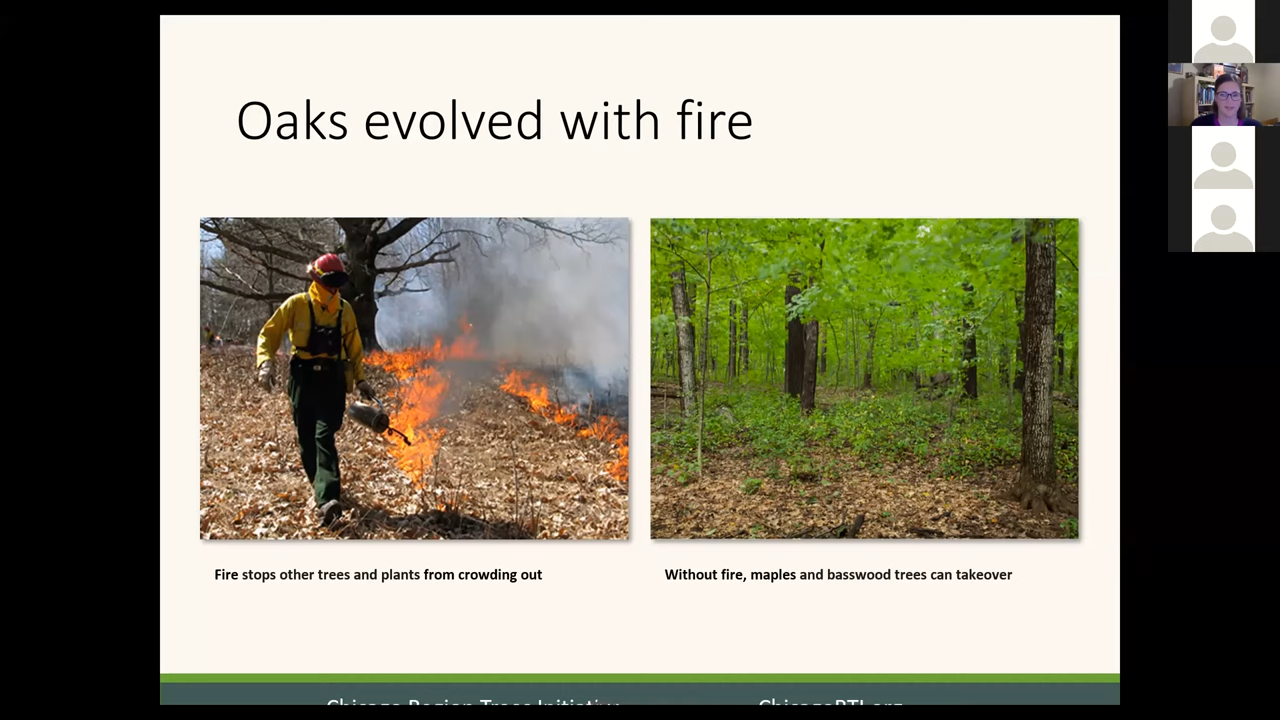 Oaks evolved with fire
Fire stops other trees and plants from crowding out
Without fire, maples and basswood trees can takeover
Chicago Region Trees Initiative
ChicagoRTI.org